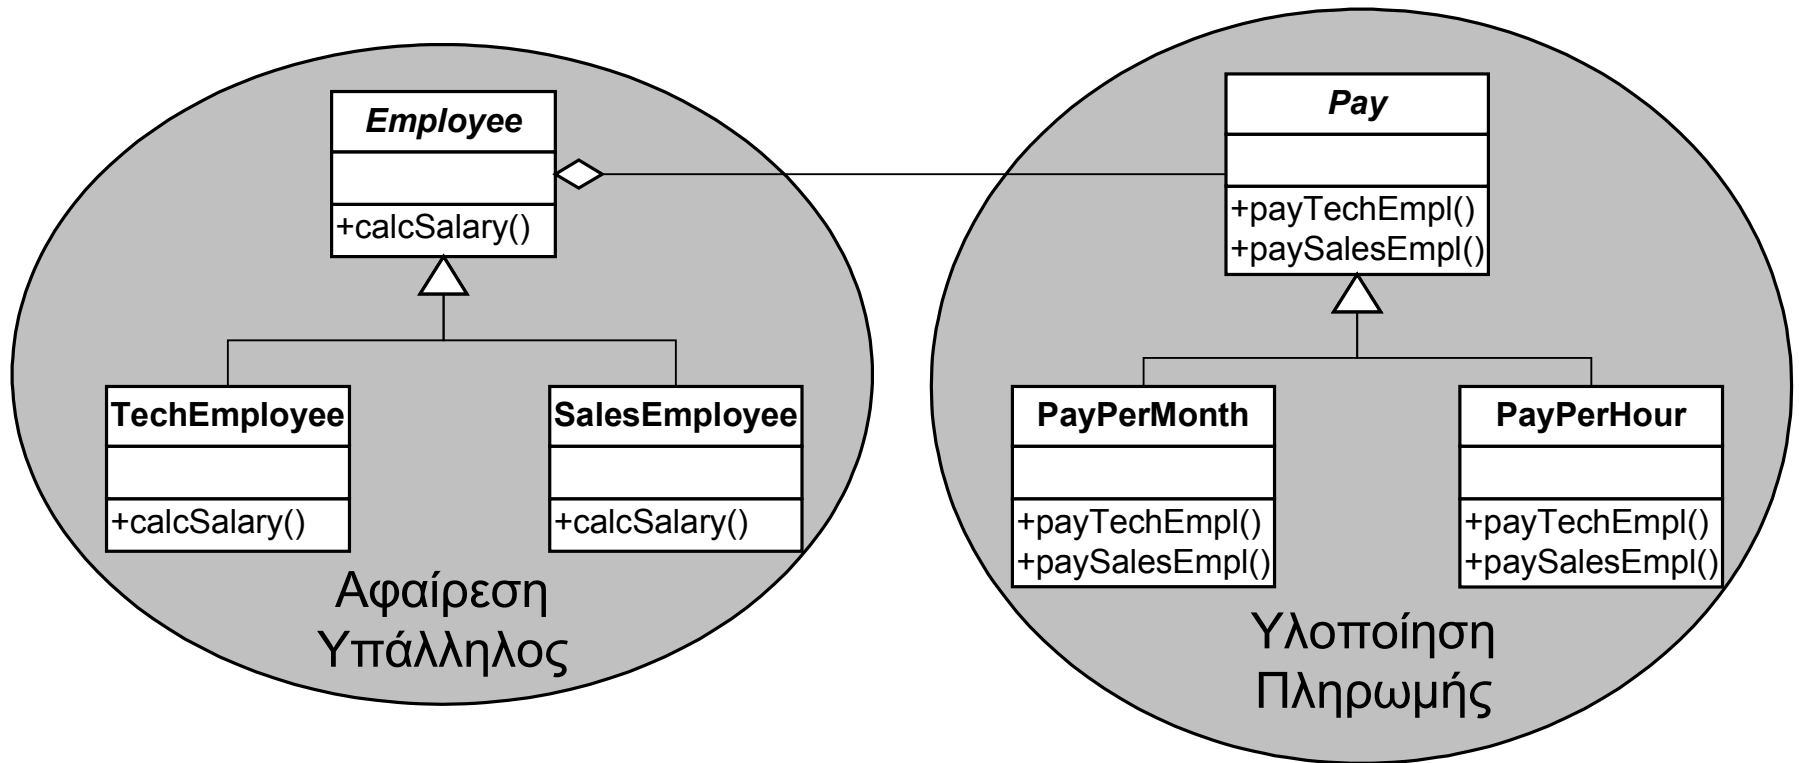 Employee
+calcSalary()
TechEmployee
+calcSalary()
SalesEmployee
+calcSalary()
Αφαίρεση
Υπάλληλος
Pay
+payTechEmpl()
+paySalesEmpl()
PayPerMonth
+payTechEmpl()
+paySalesEmpl()
PayPerHour
+payTechEmpl()
+paySalesEmpl()
Υλοποίηση
Πληρωμής